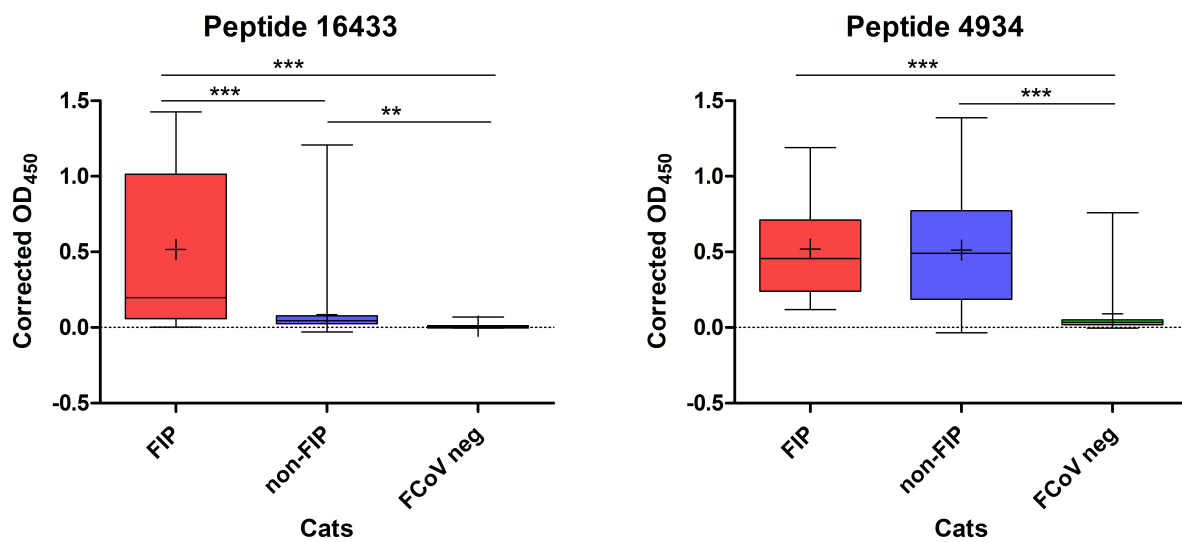 Peptide 16433
***
***
**
Corrected OD450
1.5
1.0
0.5
0.0
-0.5
FIP
non-FIP
FCoV neg
Cats
Peptide 4934
***
***
Corrected OD450
1.5
1.0
0.5
0.0
-0.5
FIP
non-FIP
FCoV neg
Cats